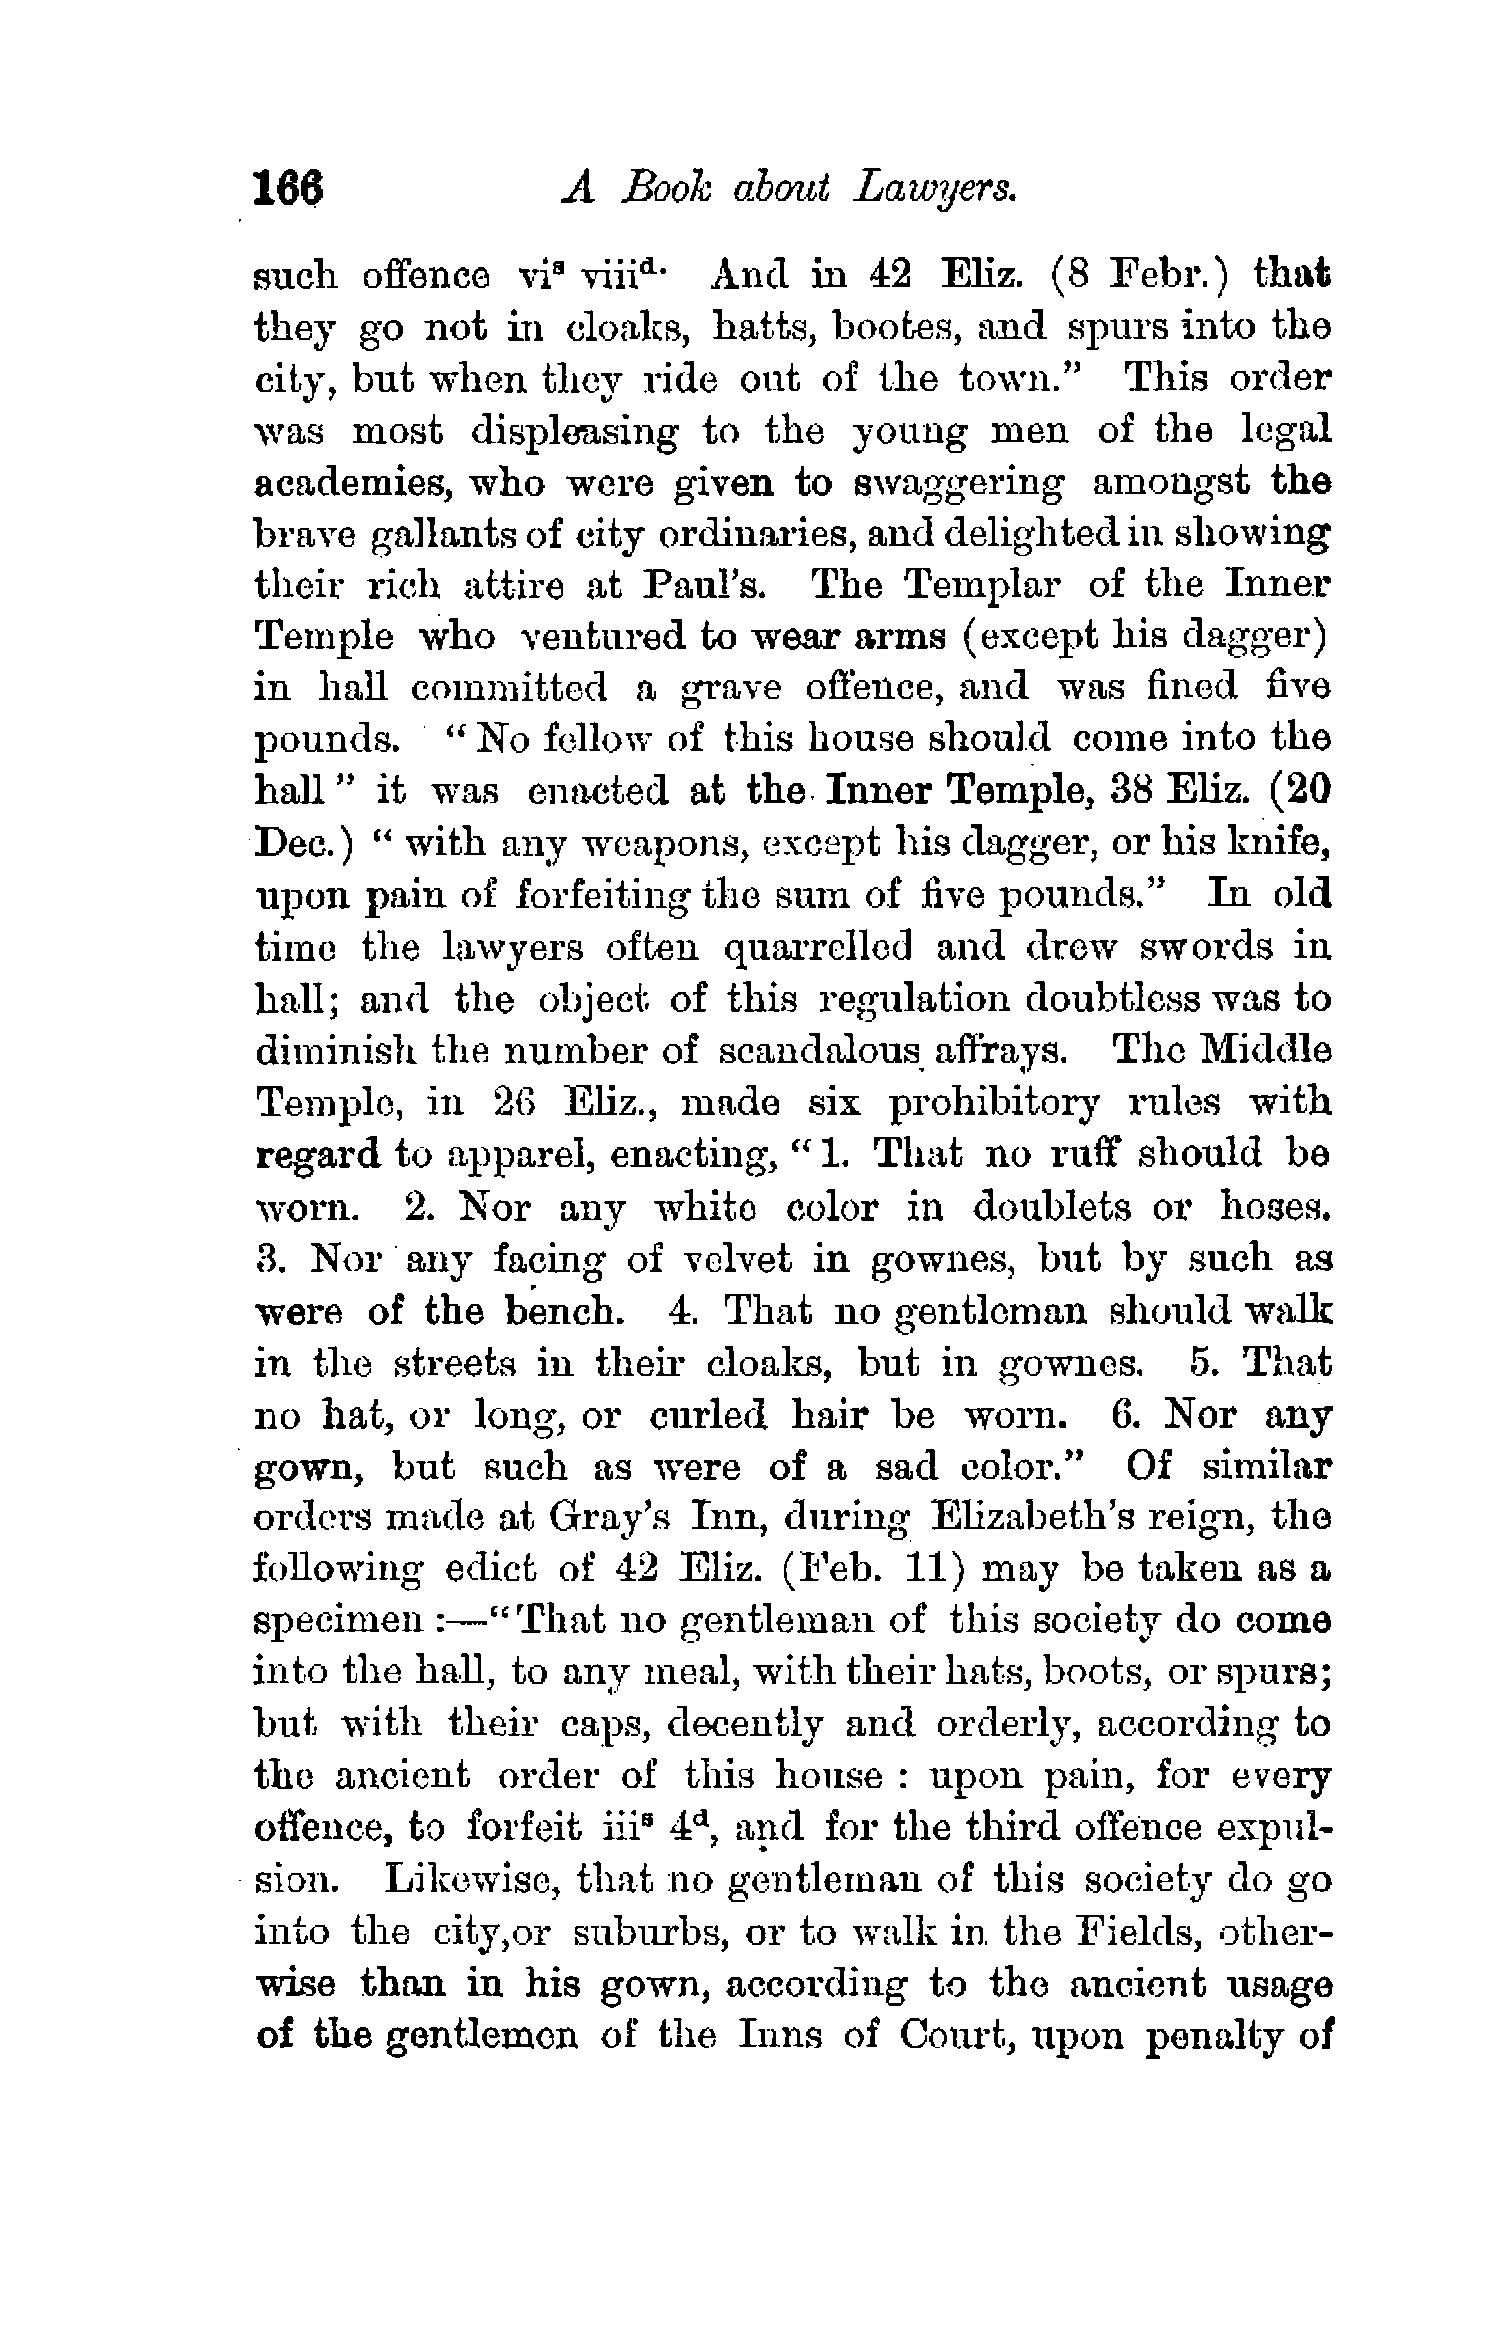 166 A Book about Lawyers.
such offence viˢ viiiᵈ· And in 42 Eliz. (8 Febr.) that
they go not in cloaks, hatts, bootes, and spurs into the
city, but when they ride out of the town.” This order
was most displeasing to the young men of the legal
academies, who were given to swaggering amongst the
brave gallants of city ordinaries, and delighted in showing
their rich attire at Paul’s. The Templar of the Inner
Temple who ventured to wear arms (except his dagger)
in hall committed a grave offence, and was fined five
pounds. “No fellow of this house should come into the
hall” it was enacted at the Inner Temple, 38 Eliz. (20
Dec.) “with any weapons, except his dagger, or his knife,
upon pain of forfeiting the sum of five pounds.” In old
time the lawyers often quarrelled and drew swords in
hall; and the object of this regulation doubtless was to
diminish the number of scandalous affrays. The Middle
Temple, in 26 Eliz., made six prohibitory rules with
regard to apparel, enacting, “1. That no ruff should be
worn. 2. Nor any white color in doublets or hoses.
3. Nor any facing of velvet in gownes, but by such as
were of the bench. 4. That no gentleman should walk
in the streets in their cloaks, but in gownes. 5. That
no hat, or long, or curled hair be worn. 6. Nor any
gown, but such as were of a sad color.” Of similar
orders made at Gray’s Inn, during Elizabeth’s reign, the
following edict of 42 Eliz. (Feb. 11) may be taken as a
specimen:—“That no gentleman of this society do come
into the hall, to any meal, with their hats, boots, or spurs;
but with their caps, decently and orderly, according to
the ancient order of this house : upon pain, for every
offence, to forfeit iiiˢ 4ᵈ, and for the third offence expul-
sion. Likewise, that no gentleman of this society do go
into the city,or suburbs, or to walk in the Fields, other-
wise than in his gown, according to the ancient usage
of the gentlemen of the Inns of Court, upon penalty of